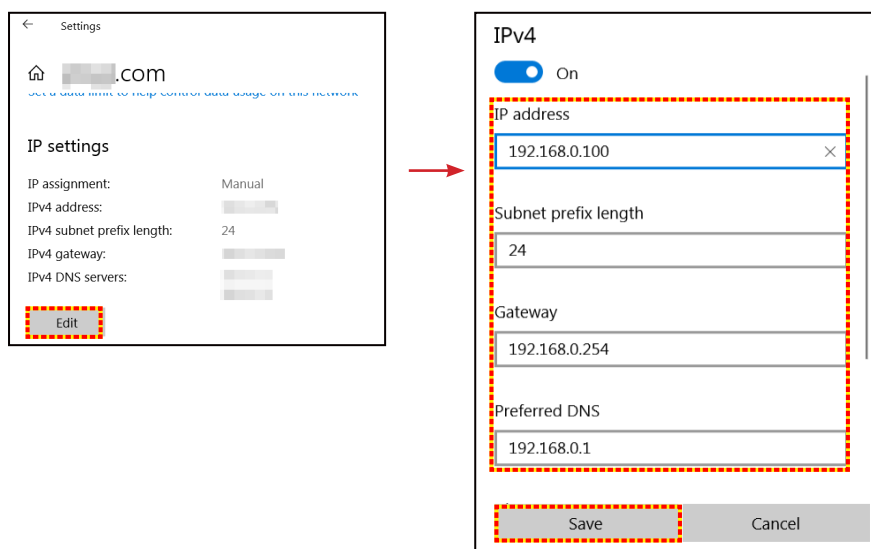 Settings
.com
Set a data limit to help control data usage on this network
IP settings
IP assignment: Manual
IPv4 address:
IPv4 subnet prefix length: 24
IPv4 gateway:
IPv4 DNS servers:
Edit
IPv4
On
IP address
192.168.0.100
Subnet prefix length
24
Gateway
192.168.0.254
Preferred DNS
192.168.0.1
Save Cancel